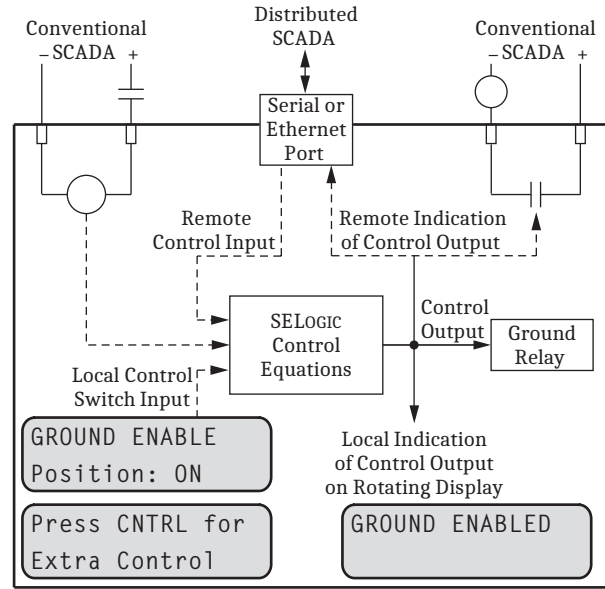 Conventional
– SCADA +
Distributed
SCADA
Conventional
– SCADA +
Serial or
Ethernet
Port
Remote
Control Input
Remote Indication
of Control Output
SELOGIC
Control
Equations
Control
Output
Ground
Relay
Local Control
Switch Input
GROUND ENABLE
Position: ON
Local Indication
of Control Output
on Rotating Display
Press CNTRL for
Extra Control
GROUND ENABLED